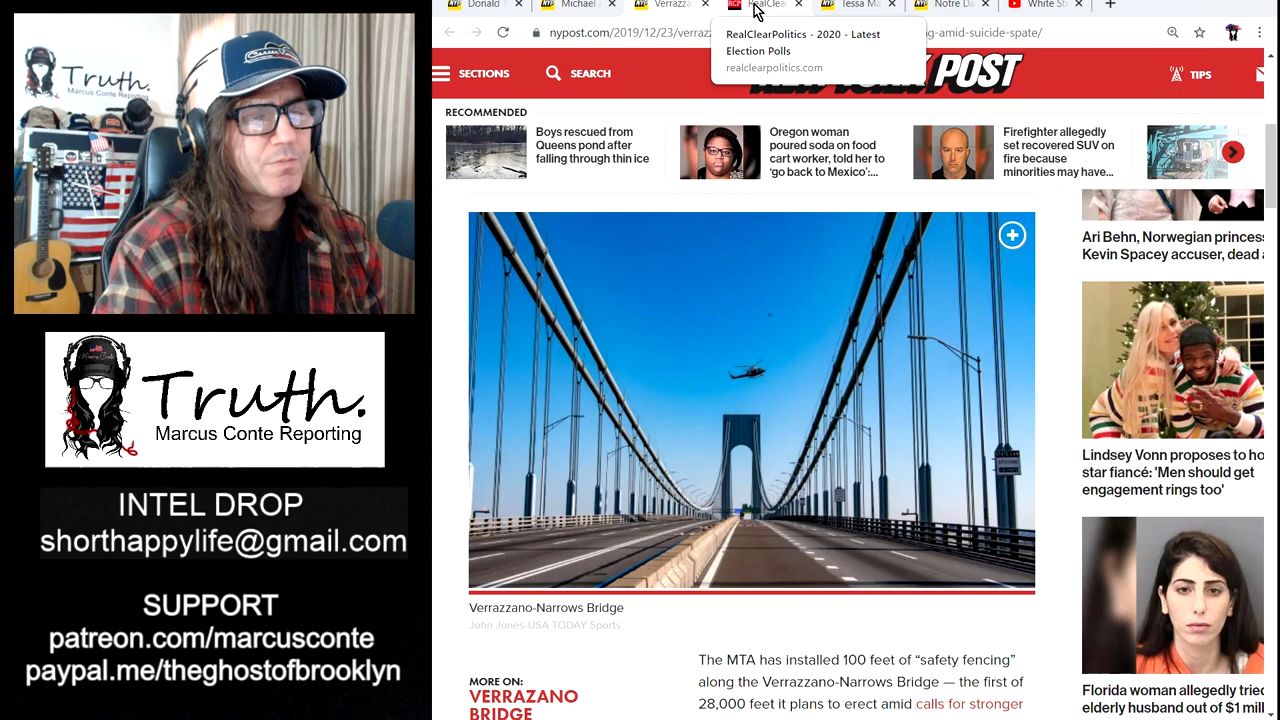 Truth.
Marcus Conte Reporting
Truth.
Marcus Conte Reporting
INTEL DROP
shorthappylife@gmail.com
SUPPORT
patreon.com/marcusconte
paypal.me/theghostofbrooklyn
Donald
Michael
Verrazz
RealClea
Tessa Ma
Notre Da
White St
nypost.com/2019/12/23/verraz
ng-amid-suicide-spate/
RealClearPolitics - 2020 - Latest
Election Polls
realclearpolitics.com
SECTIONS
SEARCH
POST
TIPS
RECOMMENDED
Boys rescued from
Queens pond after
falling through thin ice
Oregon woman
poured soda on food
cart worker, told her to
'go back to Mexico':...
Firefighter allegedly
set recovered SUV on
fire because
minorities may have...
Ari Behn, Norwegian princess
Kevin Spacey accuser, dead a
Lindsey Vonn proposes to ho
star fiancé: 'Men should get
engagement rings too'
Florida woman allegedly tried
elderly husband out of $1 mill
Verrazzano-Narrows Bridge
John Jones-USA TODAY Sports
MORE ON:
VERRAZANO
BRIDGE
The MTA has installed 100 feet of “safety fencing”
along the Verrazzano-Narrows Bridge — the first of
28,000 feet it plans to erect amid calls for stronger